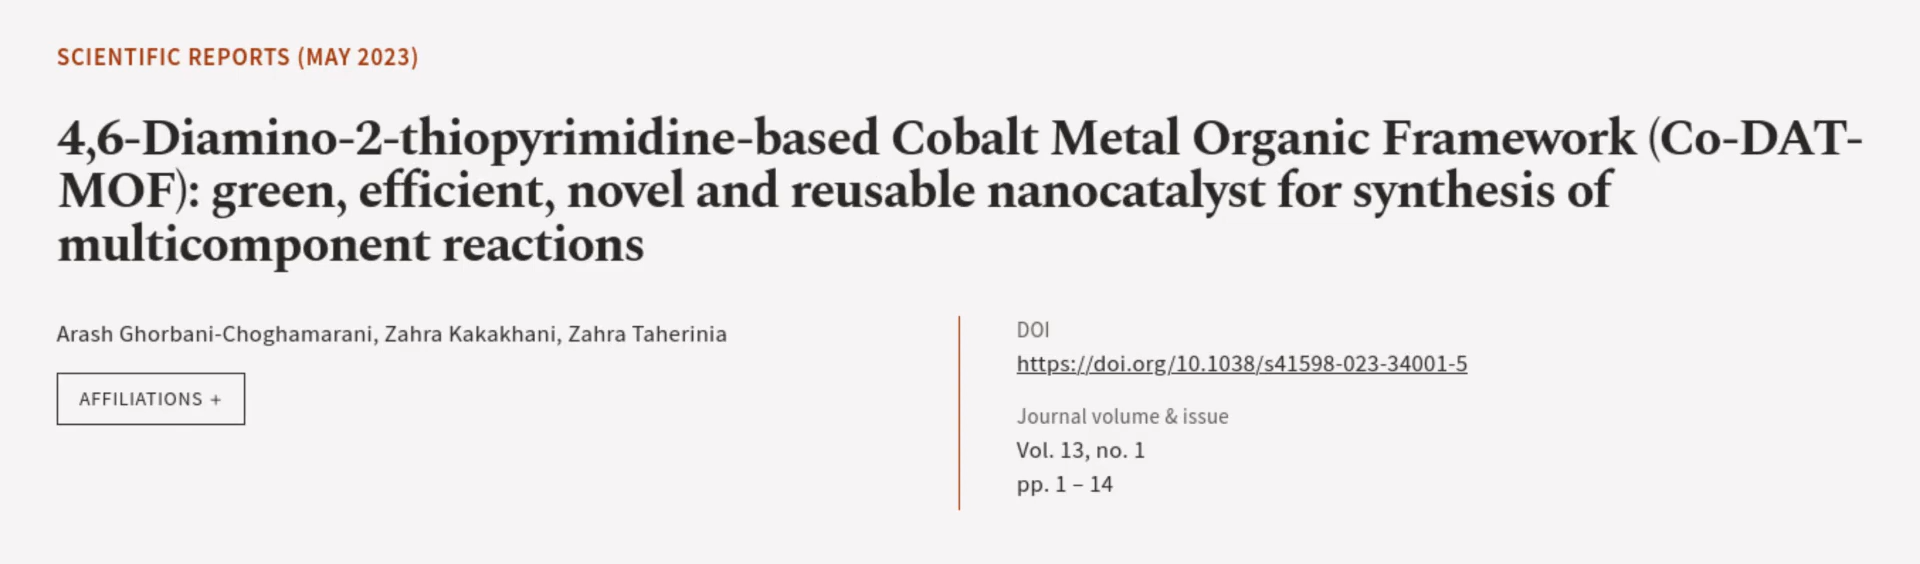 SCIENTIFIC REPORTS (MAY 2023)
4,6-Diamino-2-thiopyrimidine-based Cobalt Metal Organic Framework (Co-DAT-
MOF): green, efficient, novel and reusable nanocatalyst for synthesis of
multicomponent reactions
Arash Ghorbani-Choghamarani, Zahra Kakakhani, Zahra Taherinia
AFFILIATIONS +
DOI
https://doi.org/10.1038/s41598-023-34001-5
Journal volume & issue
Vol. 13, no. 1
pp. 1 – 14